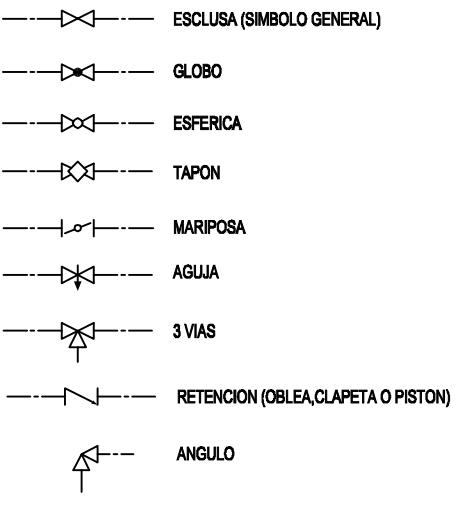 ESCLUSA (SIMBOLO GENERAL)
GLOBO
ESFERICA
TAPON
MARIPOSA
AGUJA
3 VIAS
RETENCION (OBLEA,CLAPETA O PISTON)
ANGULO